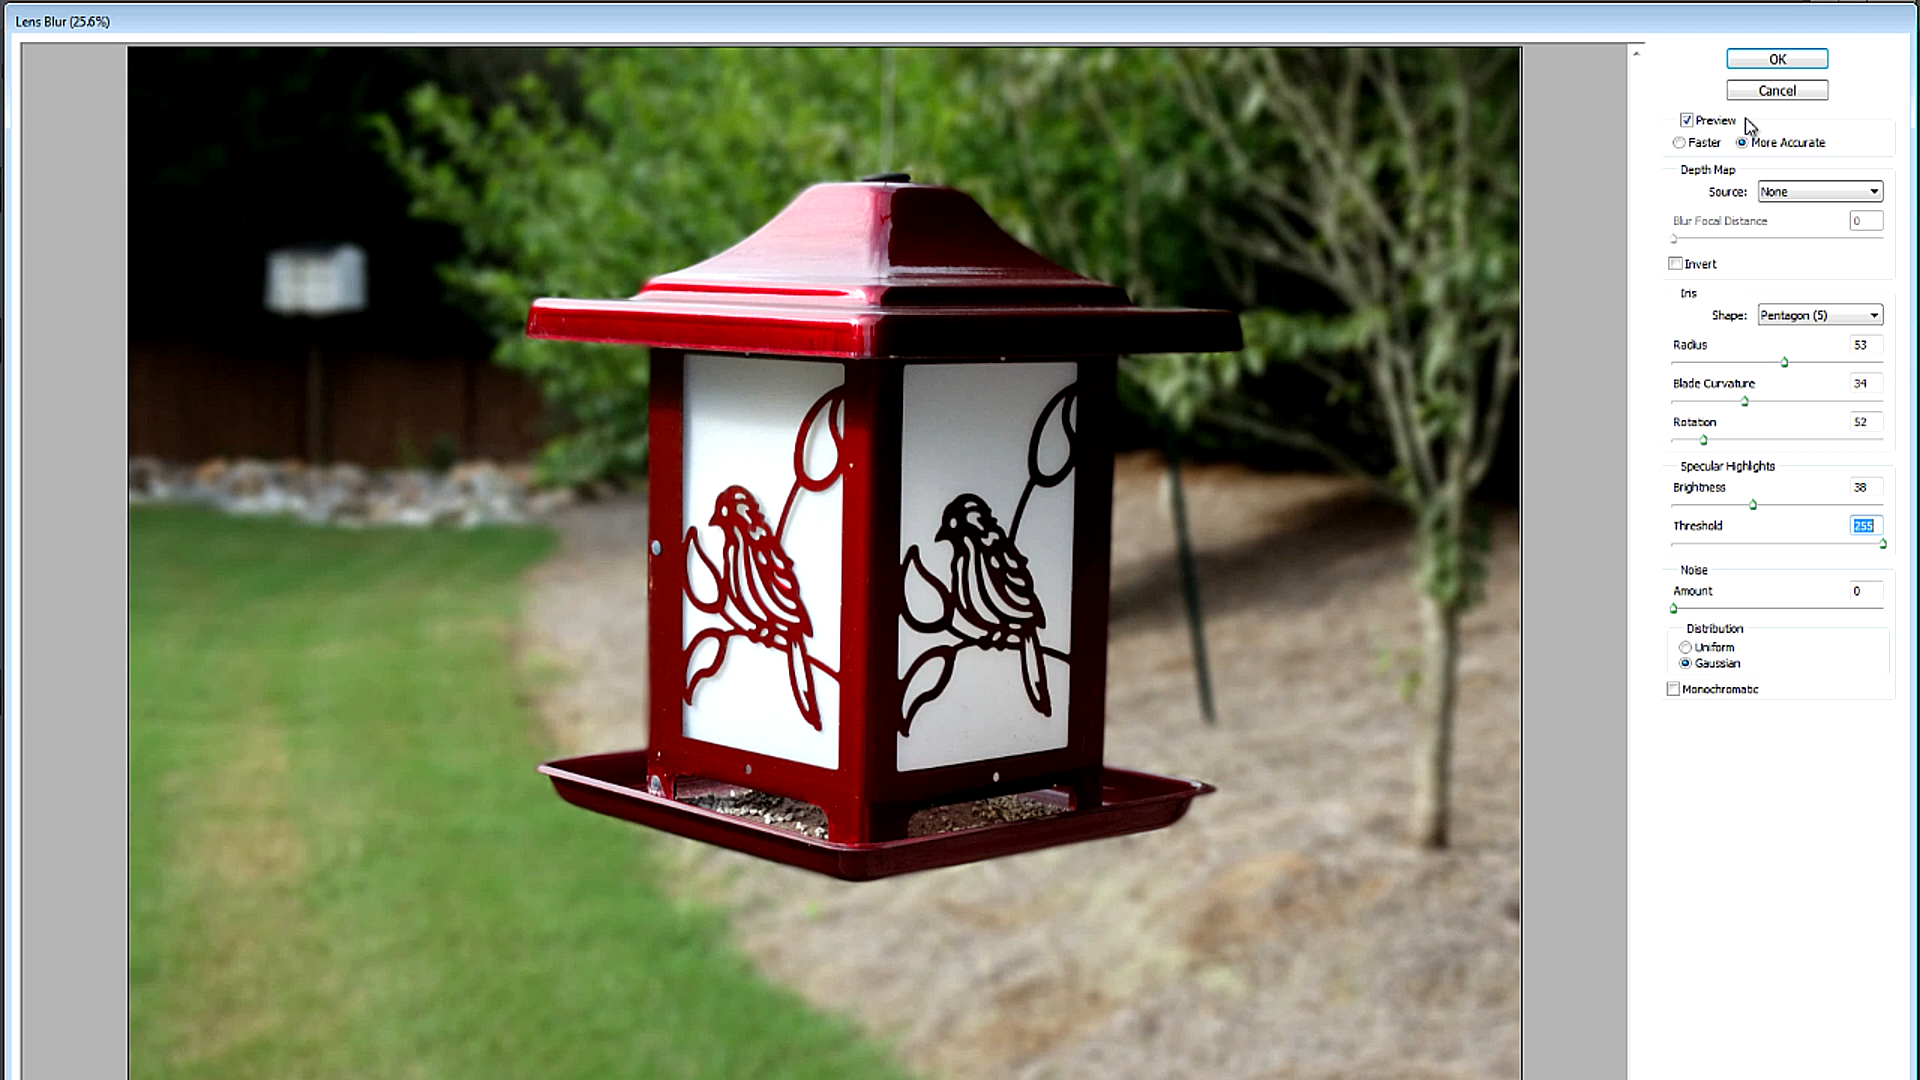 Lens Blur (25.6%)
OK
Cancel
Preview
Faster More Accurate
Depth Map
Source: None
Blur Focal Distance 0
Invert
Iris
Shape: Pentagon (5)
Radius 53
Blade Curvature 34
Rotation 52
Specular Highlights
Brightness 38
Threshold 255
Noise
Amount 0
Distribution
Uniform
Gaussian
Monochromatic